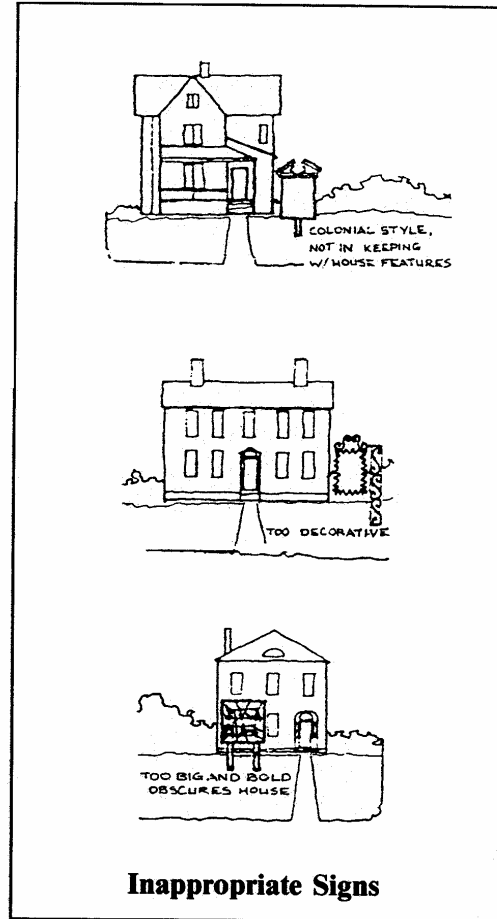 COLONIAL STYLE,
NOT IN KEEPING
W/HOUSE FEATURES
TOO DECORATIVE
TOO BIG, AND BOLD
OBSCURES HOUSE
Inappropriate Signs